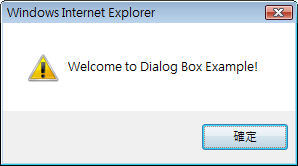 Windows Internet Explorer
Welcome to Dialog Box Example!
確定